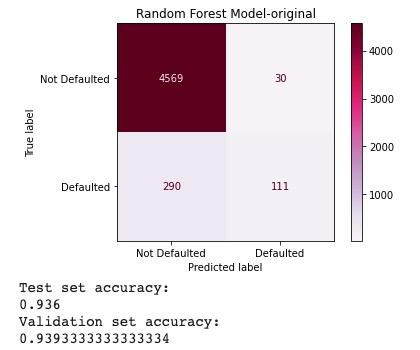 Random Forest Model-original
True label
Not Defaulted
4569 30
4000
3000
2000
1000
Defaulted
290 111
Not Defaulted Defaulted
Predicted label
Test set accuracy:
0.936
Validation set accuracy:
0.9393333333333334